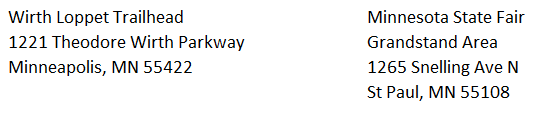 Wirth Loppet Trailhead
1221 Theodore Wirth Parkway
Minneapolis, MN 55422
Minnesota State Fair
Grandstand Area
1265 Snelling Ave N
St Paul, MN 55108